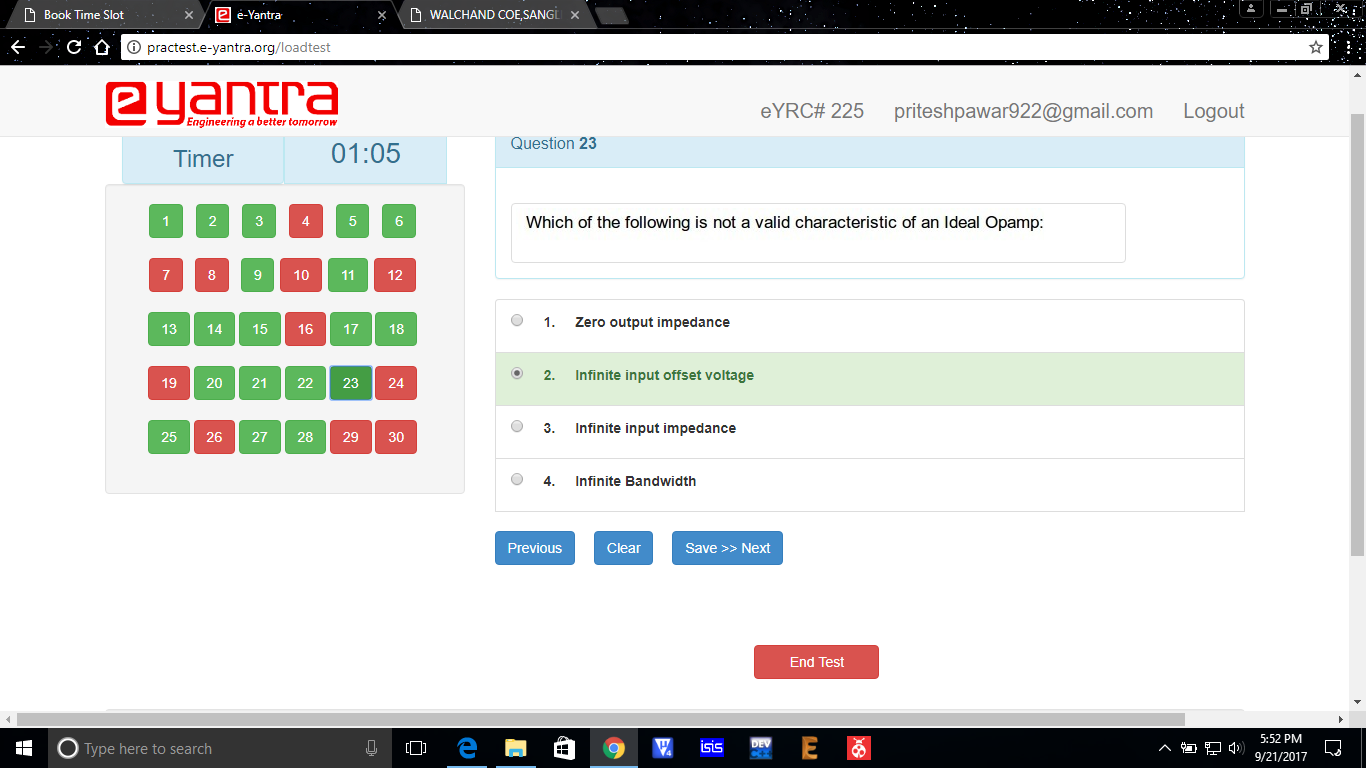 Book Time Slot
e-Yantra
WALCHAND COE,SANGL
practest.e-yantra.org/loadtest
e yantra
Engineering a better tomorrow
eYRC# 225 priteshpawar922@gmail.com Logout
Timer 01:05
1 2 3 4 5 6
7 8 9 10 11 12
13 14 15 16 17 18
19 20 21 22 23 24
25 26 27 28 29 30
Question 23
Which of the following is not a valid characteristic of an Ideal Opamp:
1. Zero output impedance
2. Infinite input offset voltage
3. Infinite input impedance
4. Infinite Bandwidth
Previous Clear Save >> Next
End Test
Type here to search
V4
isis
DEV
C++
E
5:52 PM
9/21/2017